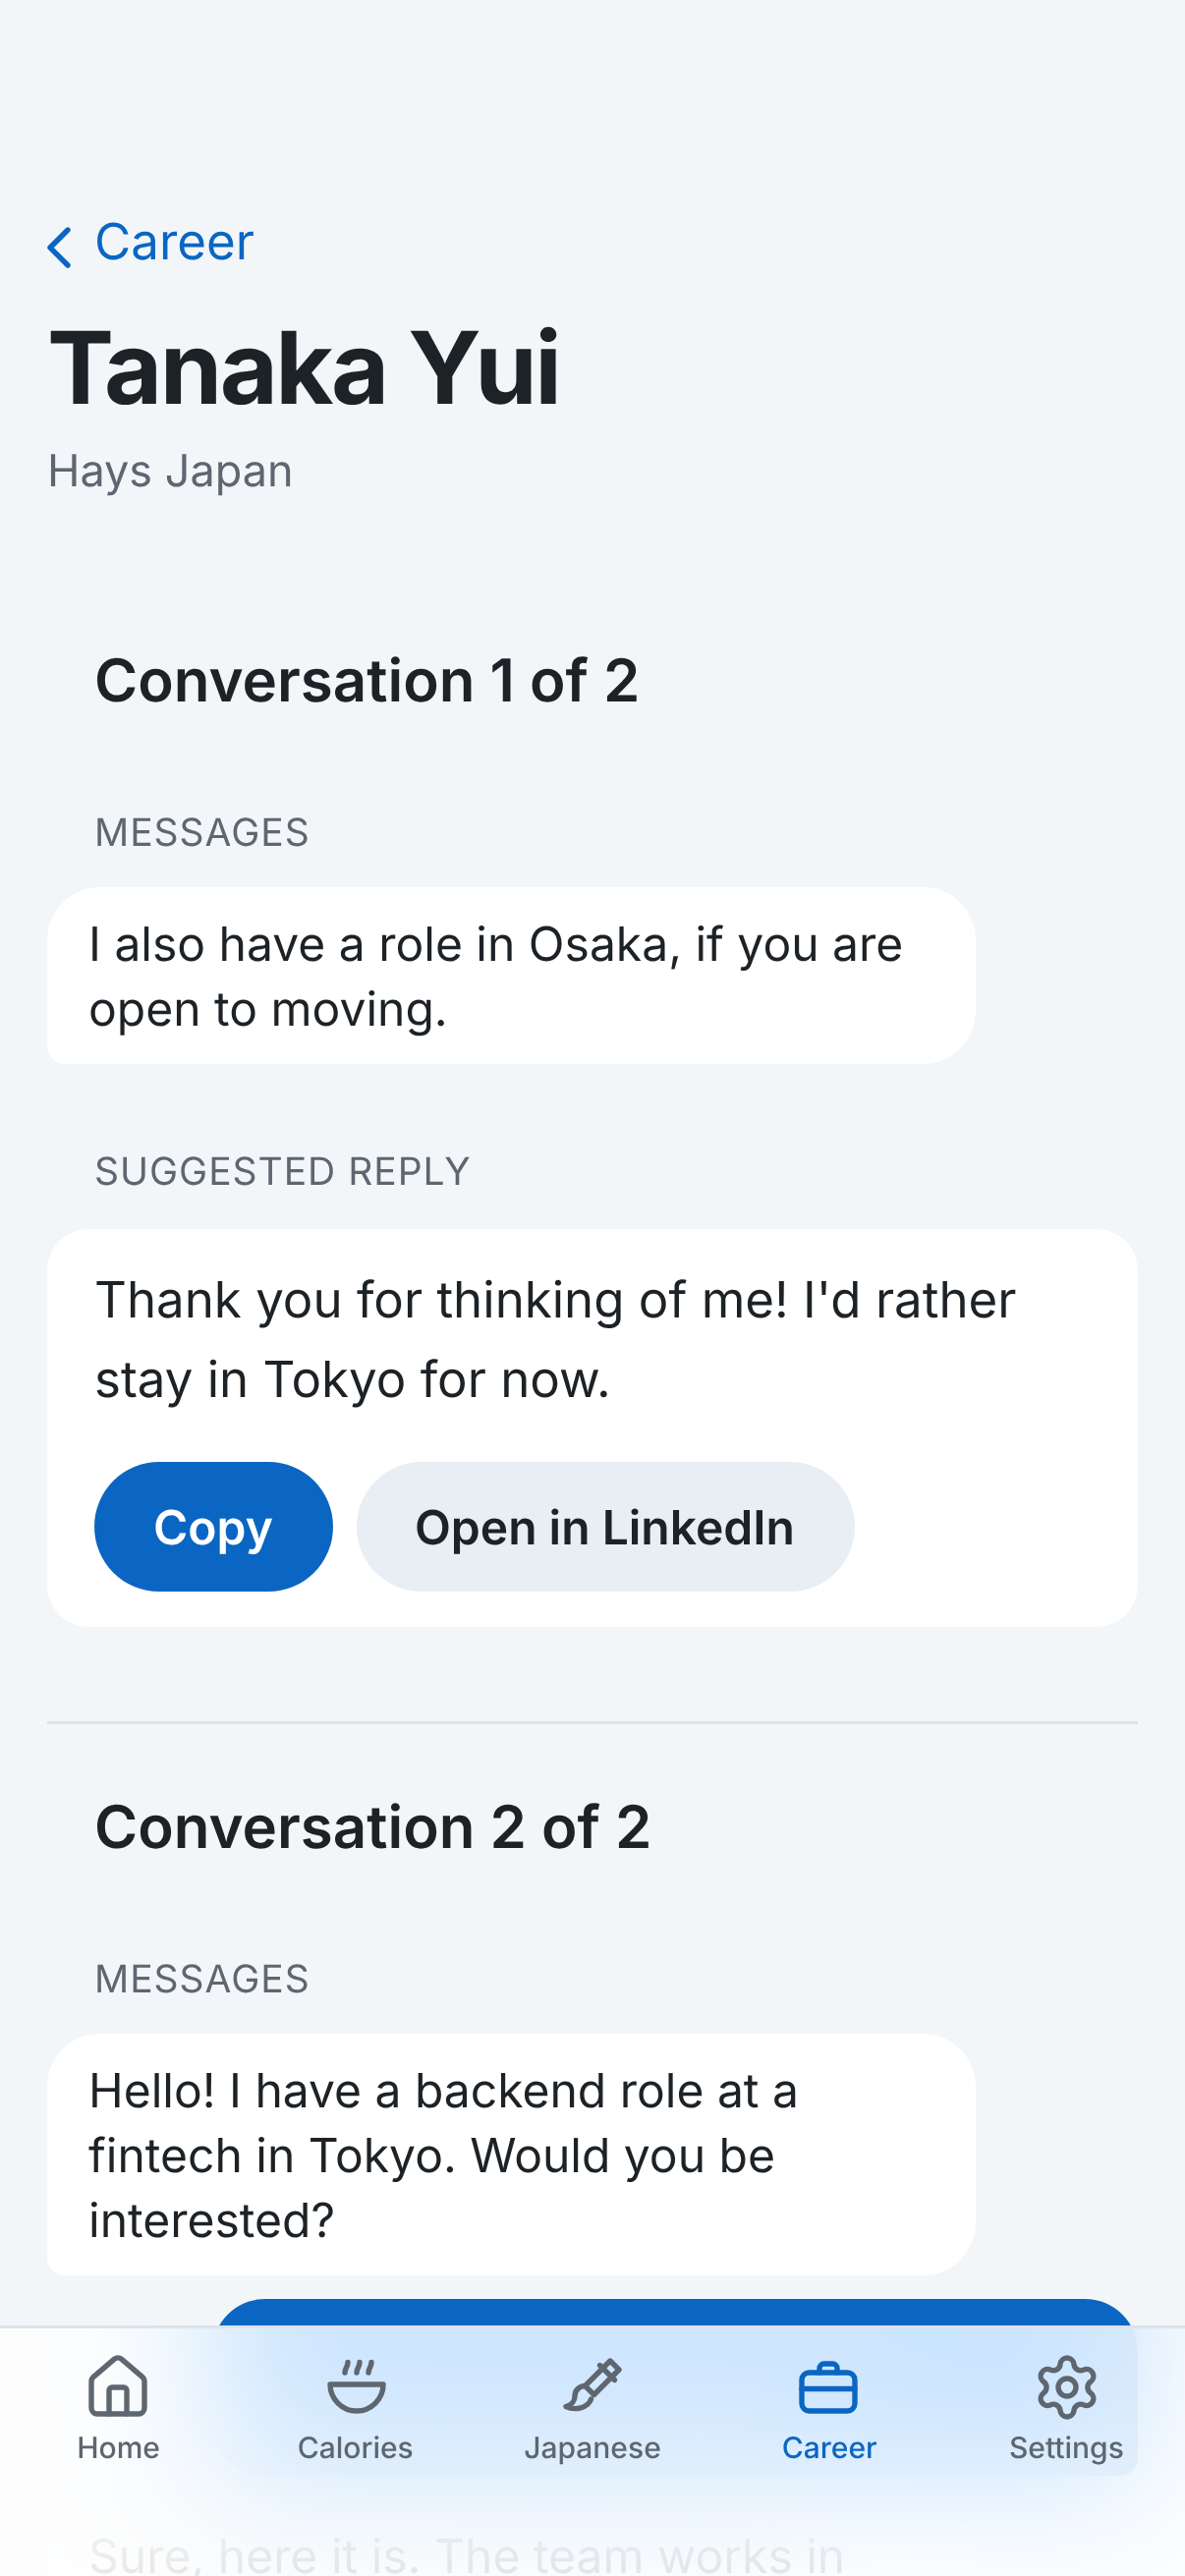 Career
Tanaka Yui
Hays Japan
Conversation 1 of 2
MESSAGES
I also have a role in Osaka, if you are
open to moving.
SUGGESTED REPLY
Thank you for thinking of me! I'd rather
stay in Tokyo for now.
Copy
Open in LinkedIn
Conversation 2 of 2
MESSAGES
Hello! I have a backend role at a
fintech in Tokyo. Would you be
interested?
Home
Calories
Japanese
Career
Settings
Sure, here it is. The team works in